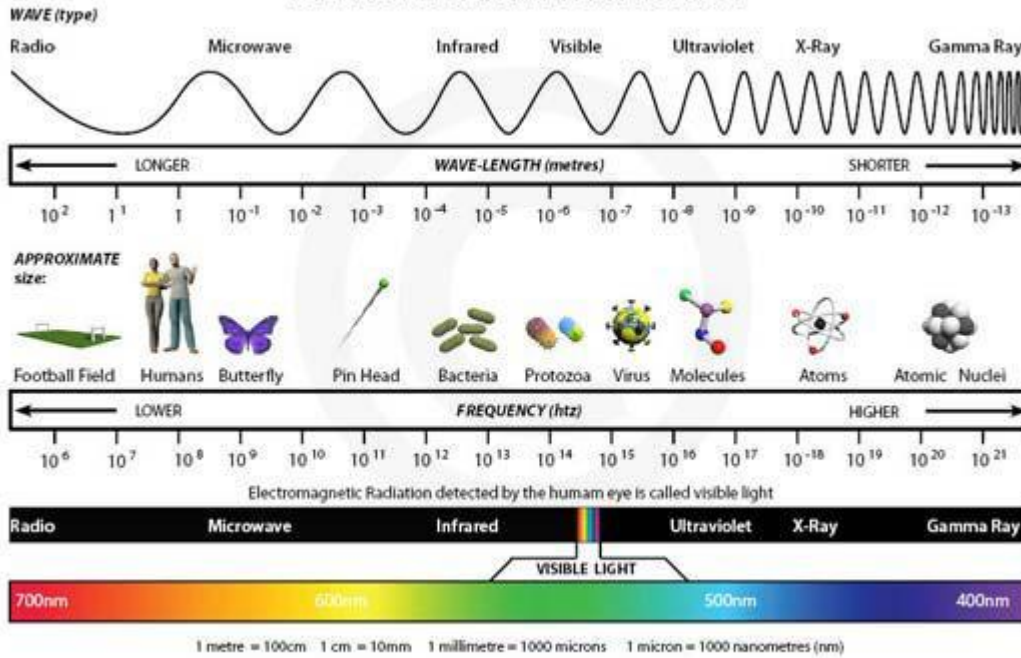 WAVE (type)
Radio Microwave Infrared Visible Ultraviolet X-Ray Gamma Ray
LONGER WAVE-LENGTH (metres) SHORTER
10² 1¹ 1 10⁻¹ 10⁻² 10⁻³ 10⁻⁴ 10⁻⁵ 10⁻⁶ 10⁻⁷ 10⁻⁸ 10⁻⁹ 10⁻¹⁰ 10⁻¹¹ 10⁻¹² 10⁻¹³
APPROXIMATE
size:
Football Field Humans Butterfly Pin Head Bacteria Protozoa Virus Molecules Atoms Atomic Nuclei
LOWER FREQUENCY (htz) HIGHER
10⁶ 10⁷ 10⁸ 10⁹ 10¹⁰ 10¹¹ 10¹² 10¹³ 10¹⁴ 10¹⁵ 10¹⁶ 10¹⁷ 10⁻¹⁸ 10¹⁹ 10²⁰ 10²¹
Electromagnetic Radiation detected by the humam eye is called visible light
Radio Microwave Infrared Ultraviolet X-Ray Gamma Ray
VISIBLE LIGHT
700nm 600nm 500nm 400nm
1 metre = 100cm 1 cm = 10mm 1 millimetre = 1000 microns 1 micron = 1000 nanometres (nm)